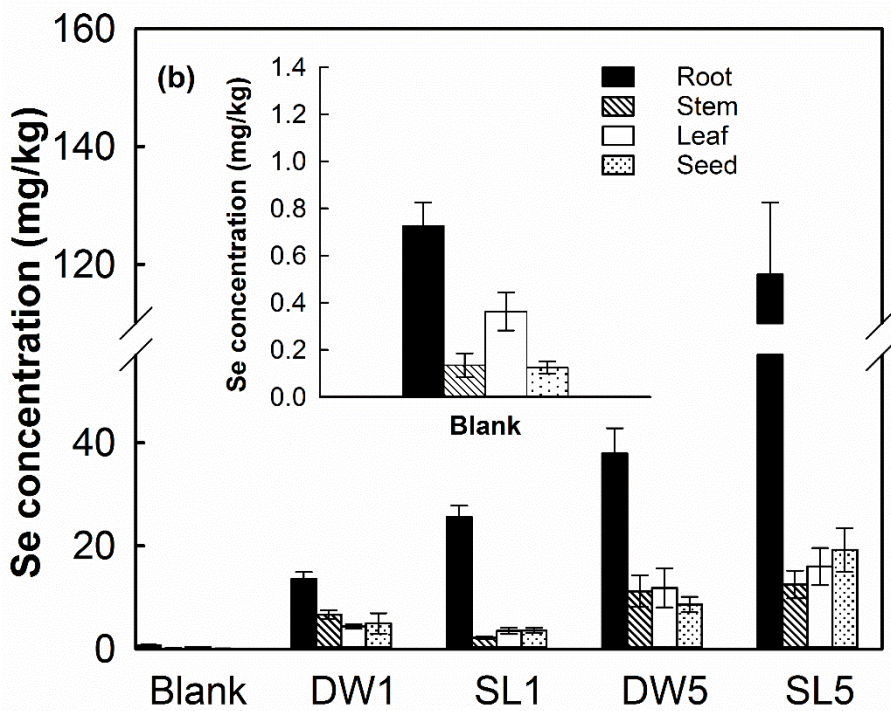 Se concentration (mg/kg)
160
140
120
40
20
0
(b)
Se concentration (mg/kg)
1.4
1.2
1.0
0.8
0.6
0.4
0.2
0.0
Blank
Root
Stem
Leaf
Seed
Blank DW1 SL1 DW5 SL5